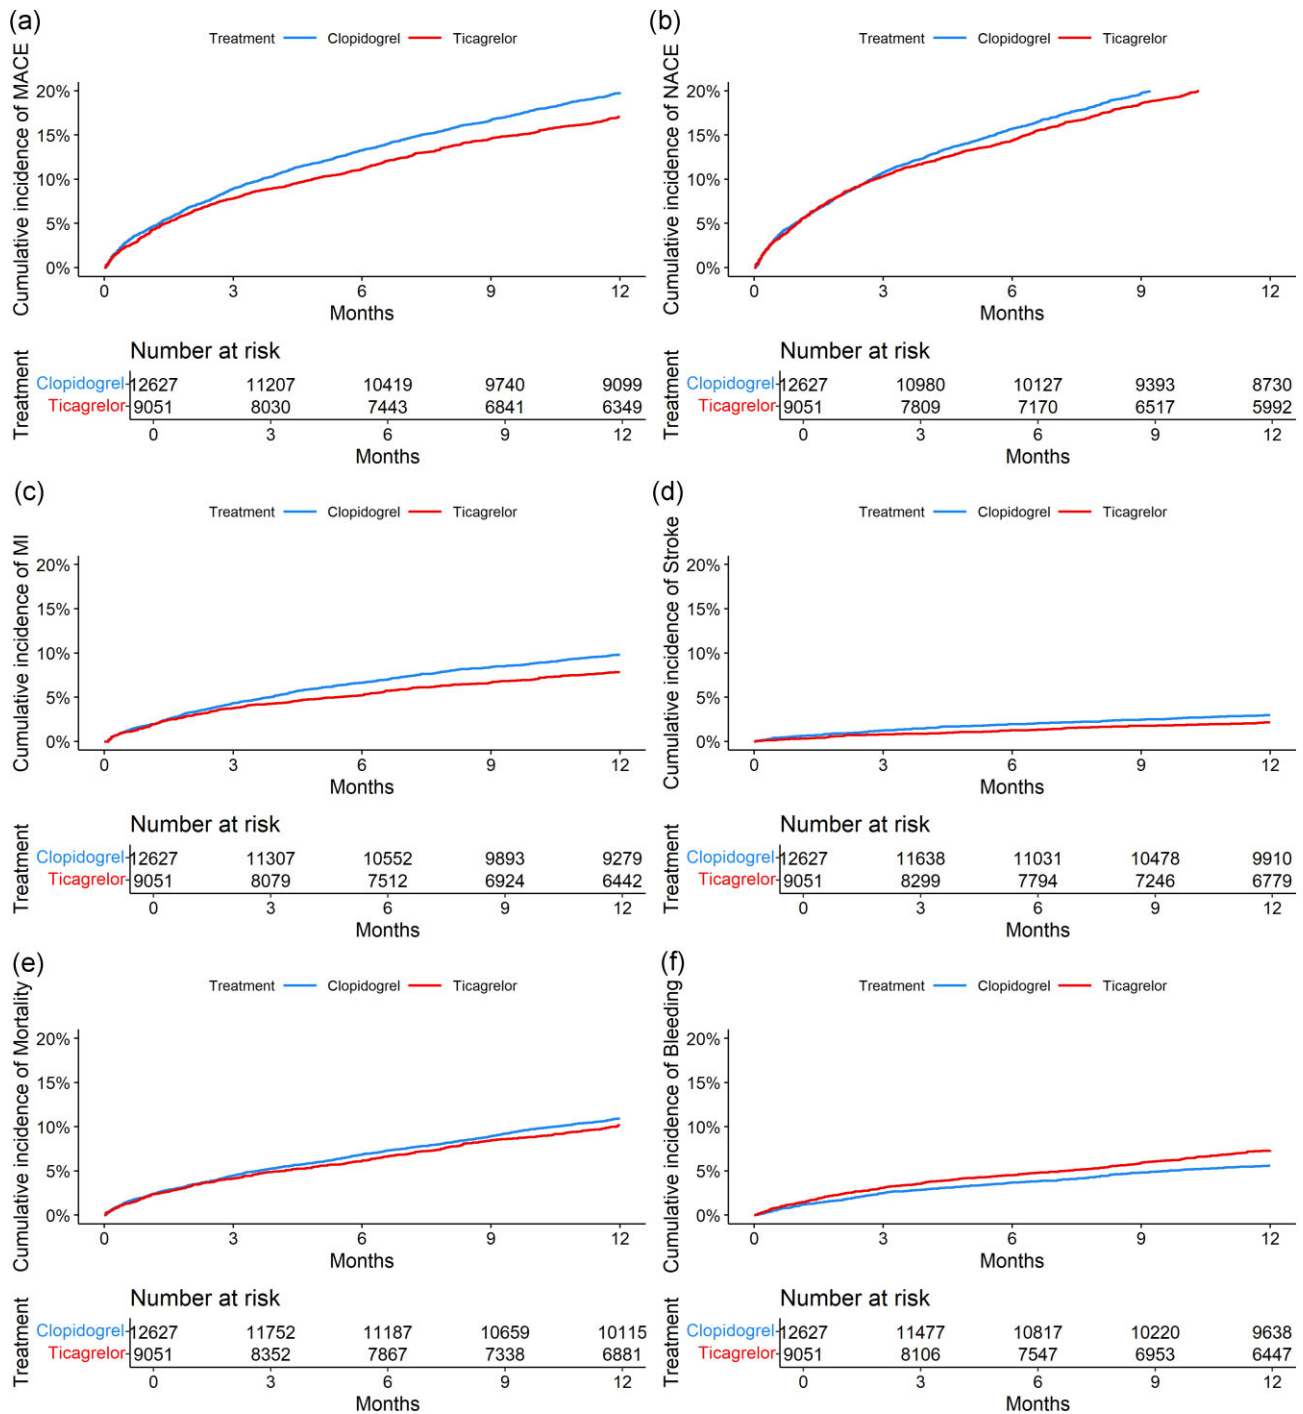 (a)
Treatment Clopidogrel Ticagrelor
Cumulative incidence of MACE
20%
15%
10%
5%
0%
0 3 6 9 12
Months
Number at risk
Treatment
Clopidogrel 12627 11207 10419 9740 9099
Ticagrelor 9051 8030 7443 6841 6349
0 3 6 9 12
Months
(b)
Treatment Clopidogrel Ticagrelor
Cumulative incidence of NACE
20%
15%
10%
5%
0%
0 3 6 9 12
Months
Number at risk
Treatment
Clopidogrel 12627 10980 10127 9393 8730
Ticagrelor 9051 7809 7170 6517 5992
0 3 6 9 12
Months
(c)
Treatment Clopidogrel Ticagrelor
Cumulative incidence of MI
20%
15%
10%
5%
0%
0 3 6 9 12
Months
Number at risk
Treatment
Clopidogrel 12627 11307 10552 9893 9279
Ticagrelor 9051 8079 7512 6924 6442
0 3 6 9 12
Months
(d)
Treatment Clopidogrel Ticagrelor
Cumulative incidence of Stroke
20%
15%
10%
5%
0%
0 3 6 9 12
Months
Number at risk
Treatment
Clopidogrel 12627 11638 11031 10478 9910
Ticagrelor 9051 8299 7794 7246 6779
0 3 6 9 12
Months
(e)
Treatment Clopidogrel Ticagrelor
Cumulative incidence of Mortality
20%
15%
10%
5%
0%
0 3 6 9 12
Months
Number at risk
Treatment
Clopidogrel 12627 11752 11187 10659 10115
Ticagrelor 9051 8352 7867 7338 6881
0 3 6 9 12
Months
(f)
Treatment Clopidogrel Ticagrelor
Cumulative incidence of Bleeding
20%
15%
10%
5%
0%
0 3 6 9 12
Months
Number at risk
Treatment
Clopidogrel 12627 11477 10817 10220 9638
Ticagrelor 9051 8106 7547 6953 6447
0 3 6 9 12
Months